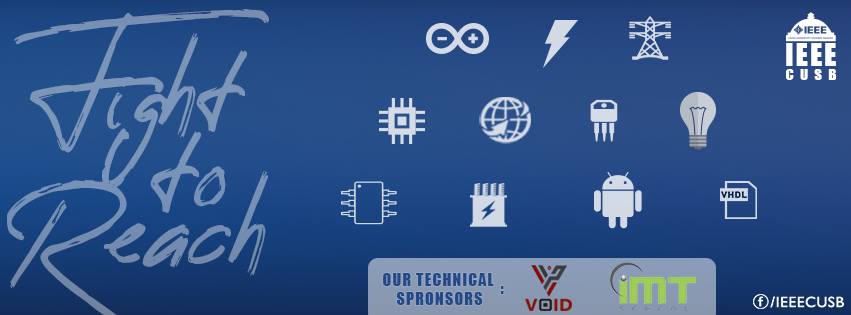 Fight
to
Reach
IEEE
IEEE
CUSB
VHDL
OUR TECHNICAL
SPRONSORS :
VOID
iMT
/IEEECUSB